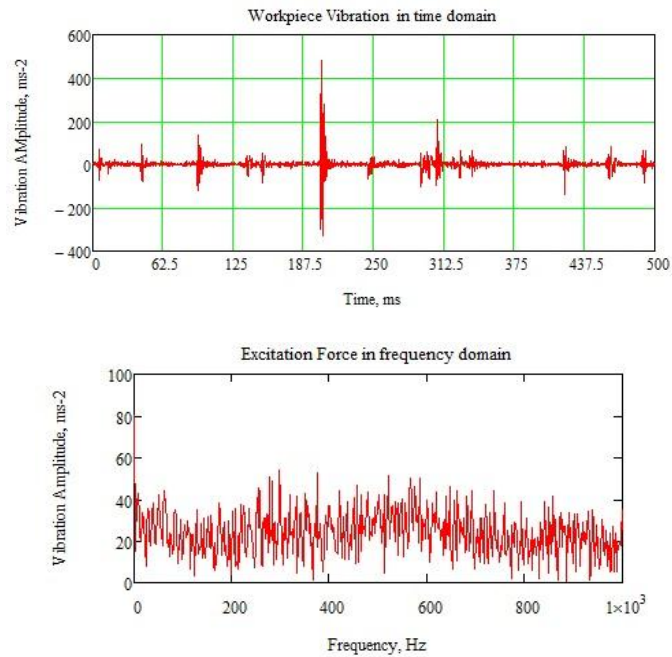 Workpiece Vibration in time domain
Vibration AMplitude, ms-2
600
400
200
0
−200
−400
0 62.5 125 187.5 250 312.5 375 437.5 500
Time, ms
Excitation Force in frequency domain
Vibration Amplitude, ms-2
100
80
60
40
20
0
0 200 400 600 800 1×10³
Frequency, Hz